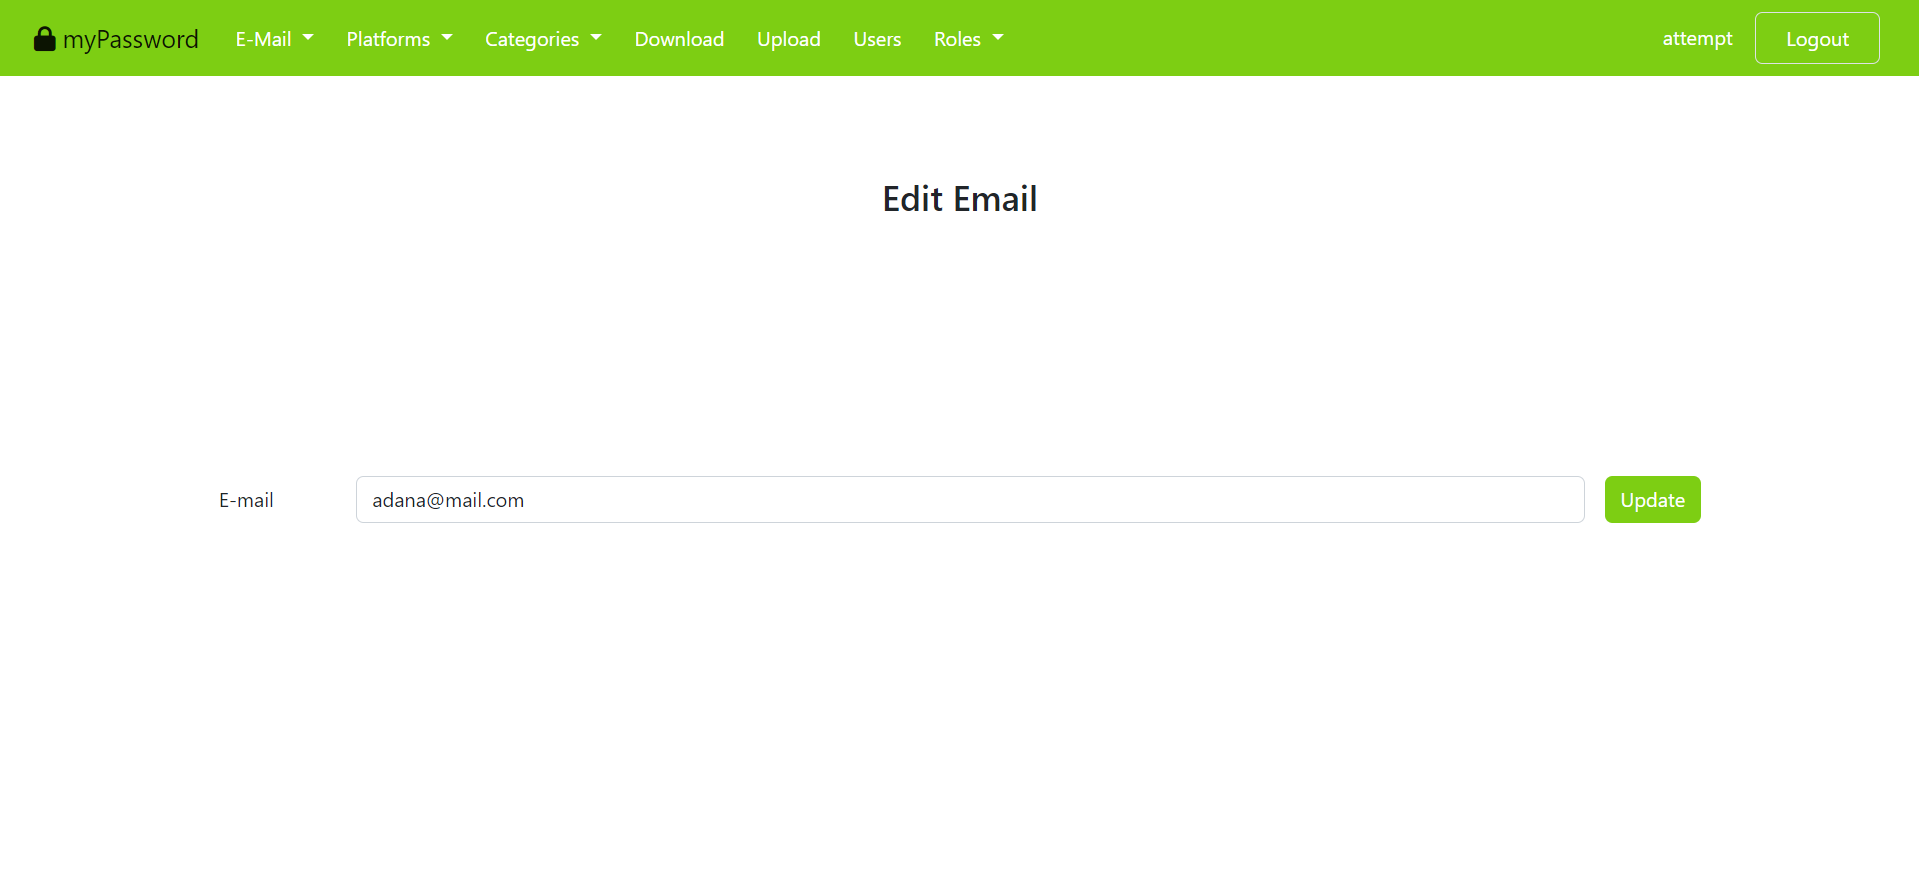 myPassword E-Mail Platforms Categories Download Upload Users Roles attempt Logout
Edit Email
E-mail adana@mail.com Update